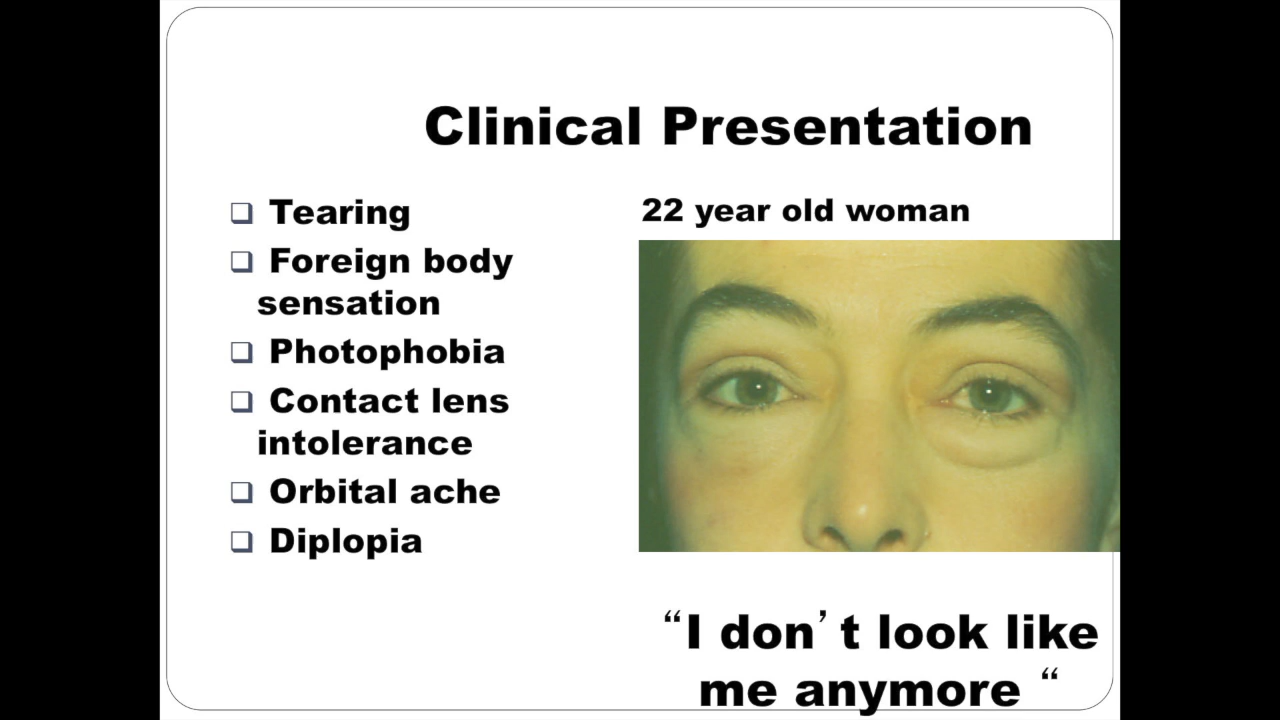 Clinical Presentation
❑ Tearing
❑ Foreign body
sensation
❑ Photophobia
❑ Contact lens
intolerance
❑ Orbital ache
❑ Diplopia
22 year old woman
“I don’t look like
me anymore “